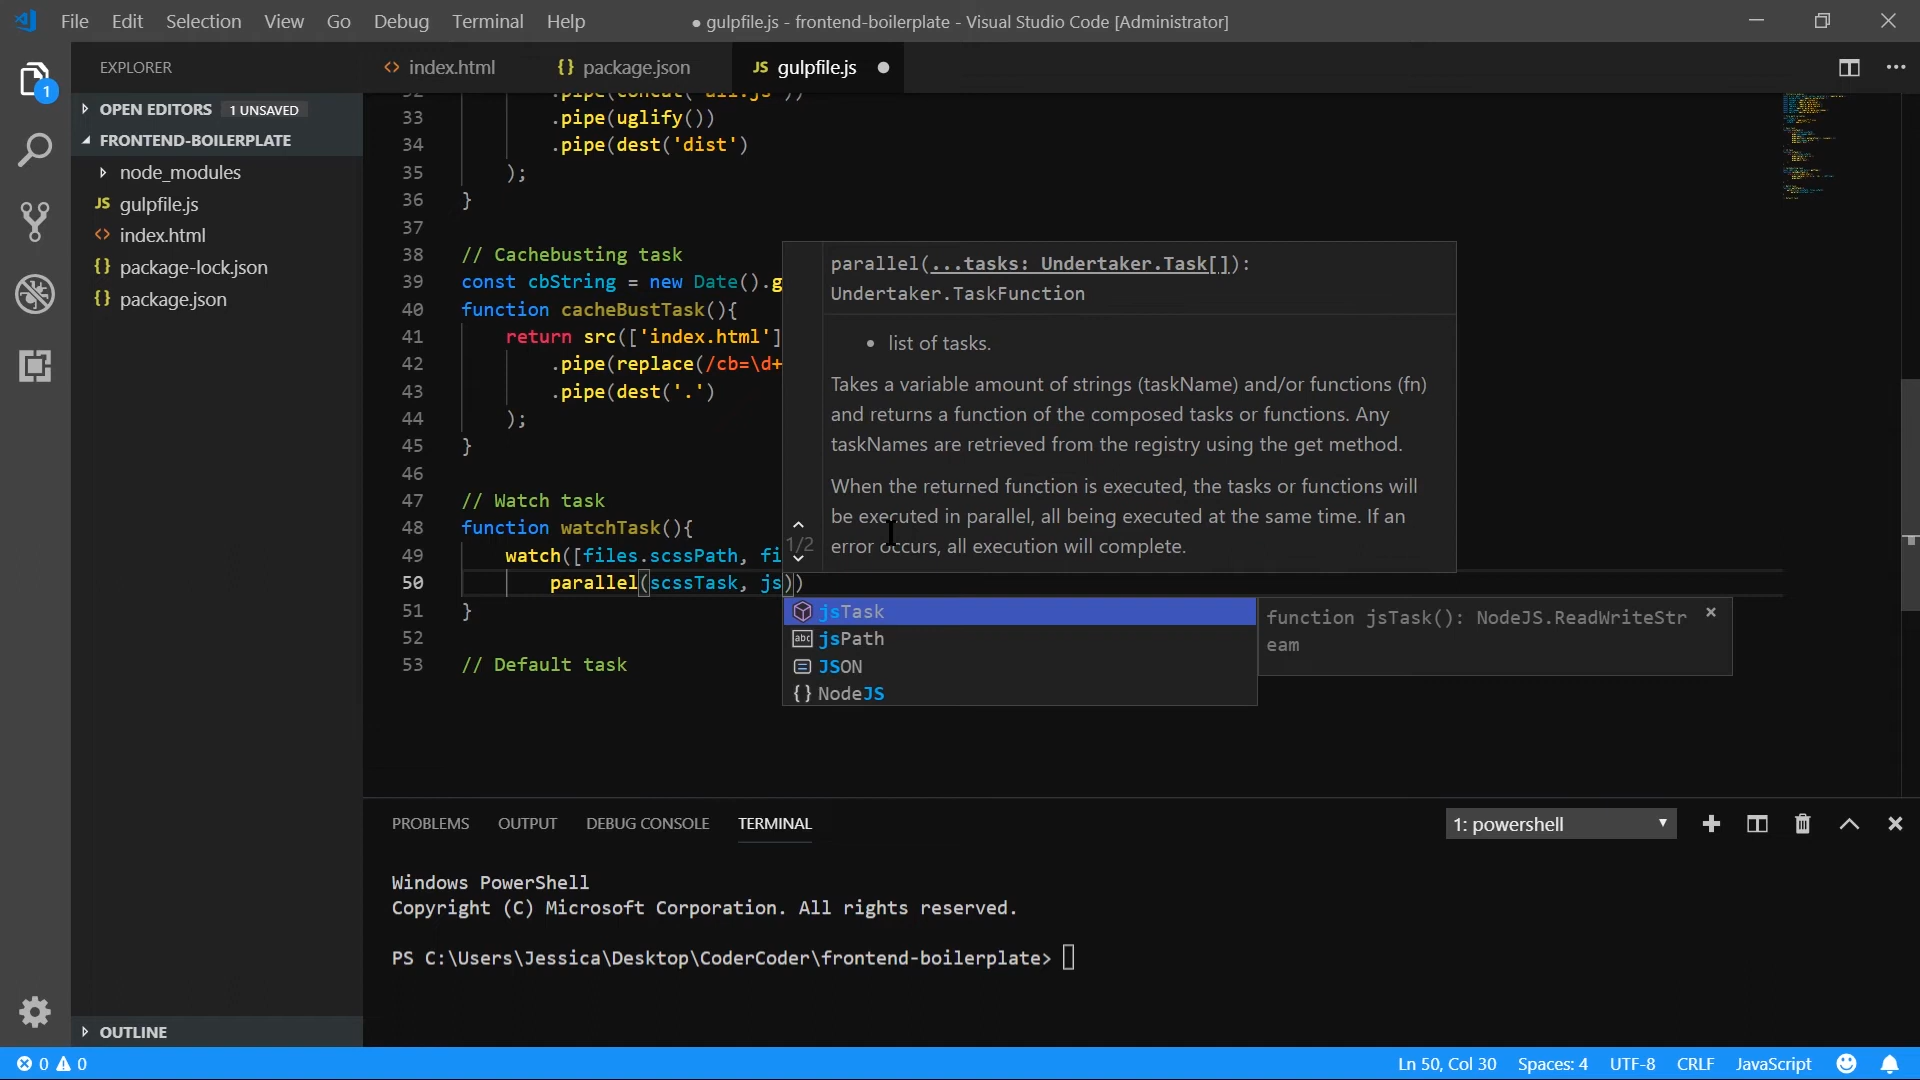 File Edit Selection View Go Debug Terminal Help
● gulpfile.js - frontend-boilerplate - Visual Studio Code [Administrator]
EXPLORER
index.html
package.json
JS gulpfile.js
1
OPEN EDITORS 1 UNSAVED
FRONTEND-BOILERPLATE
node_modules
JS gulpfile.js
index.html
package-lock.json
package.json
OUTLINE
32 .pipe(concat('all.js'))
33 .pipe(uglify())
34 .pipe(dest('dist')
35 );
36 }
37
38 // Cachebusting task
39 const cbString = new Date().g
40 function cacheBustTask(){
41 return src(['index.html']
42 .pipe(replace(/cb=\d+
43 .pipe(dest('.')
44 );
45 }
46
47 // Watch task
48 function watchTask(){
49 watch([files.scssPath, fi
50 parallel(scssTask, js))
51 }
52
53 // Default task
parallel(...tasks: Undertaker.Task[]):
Undertaker.TaskFunction
• list of tasks.
Takes a variable amount of strings (taskName) and/or functions (fn)
and returns a function of the composed tasks or functions. Any
taskNames are retrieved from the registry using the get method.
When the returned function is executed, the tasks or functions will
be executed in parallel, all being executed at the same time. If an
error occurs, all execution will complete.
1/2
jsTask
jsPath
JSON
NodeJS
function jsTask(): NodeJS.ReadWriteStr
eam
PROBLEMS OUTPUT DEBUG CONSOLE TERMINAL
1: powershell
Windows PowerShell
Copyright (C) Microsoft Corporation. All rights reserved.
PS C:\Users\Jessica\Desktop\CoderCoder\frontend-boilerplate>
0 0
Ln 50, Col 30 Spaces: 4 UTF-8 CRLF JavaScript